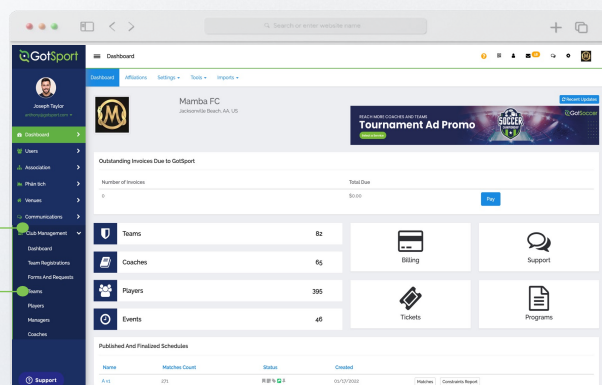 Search or enter website name
GotSport
Dashboard
Joseph Taylor
Dashboard
Affiliations
Settings
Tools
Imports
Mamba FC
Jacksonville Beach, AA, US
Recent Updates
REACH MORE COACHES AND TEAMS
Tournament Ad Promo
SOCCER
GotSoccer
Dashboard
Users
Association
Phân tích
Venues
Communications
Club Management
Dashboard
Team Registrations
Forms And Requests
Teams
Players
Managers
Coaches
Support
Outstanding Invoices Due to GotSport
Number of Invoices
Total Due
0
$0.00
Pay
Teams
82
Coaches
65
Players
395
Events
46
Billing
Support
Tickets
Programs
Published And Finalized Schedules
Name
Matches Count
Status
Created
271
01/17/2022
Matches
Constraints Report